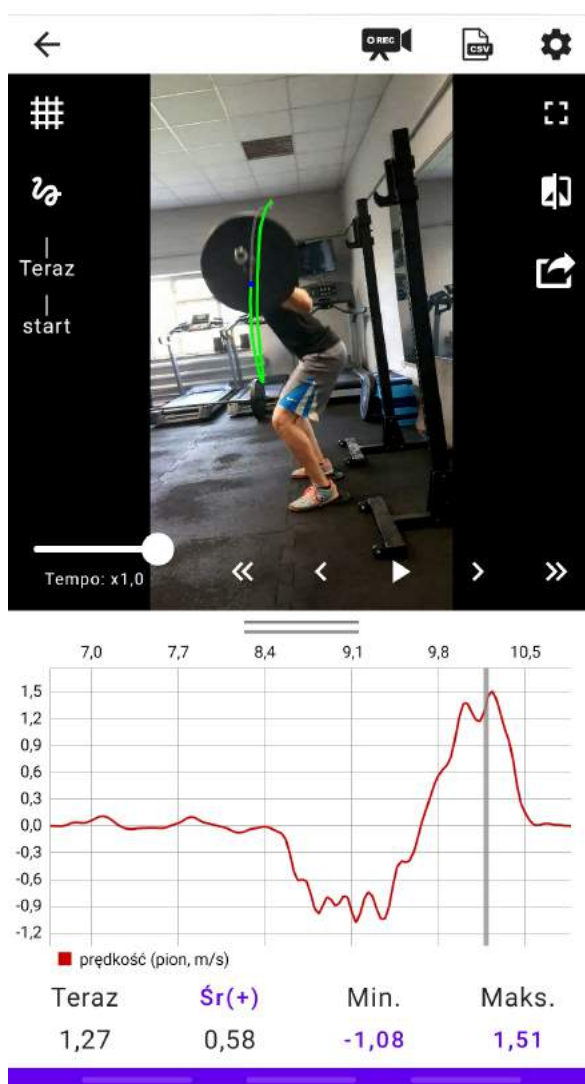 REC
CSV
Teraz
start
Tempo: x1,0
7,0 7,7 8,4 9,1 9,8 10,5
1,5
1,2
0,9
0,6
0,3
0,0
-0,3
-0,6
-0,9
-1,2
prędkość (pion, m/s)
Teraz Śr(+) Min. Maks.
1,27 0,58 -1,08 1,51